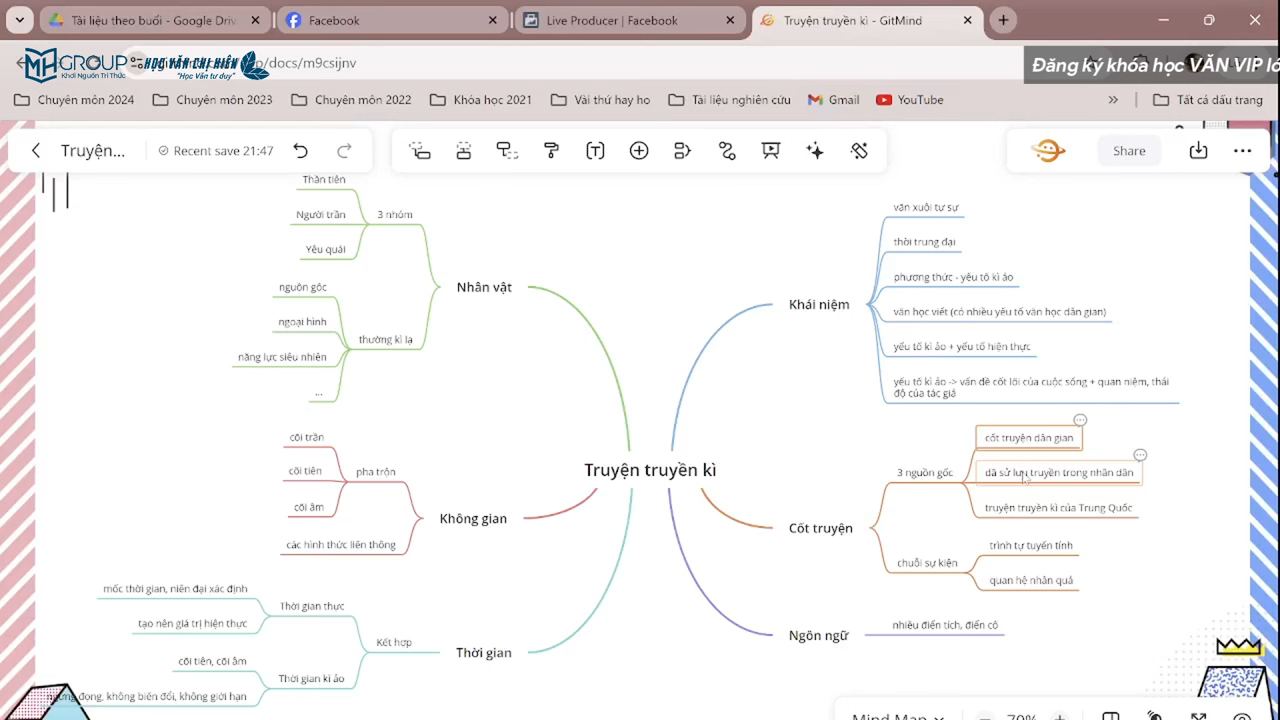 Tài liệu theo buổi - Google Driv
Facebook
Live Producer | Facebook
Truyện truyền kì - GitMind
MH GROUP
Khơi Nguồn Tri Thức
HỌC VĂN CHỊ HIÊN
"Học Văn tư duy"
/docs/m9csijnv
Đăng ký khóa học VĂN VIP
Chuyên môn 2024
Chuyên môn 2023
Chuyên môn 2022
Khóa học 2021
Vài thứ hay ho
Tài liệu nghiên cứu
Gmail
YouTube
Tất cả dấu trang
Truyện...
Recent save 21:47
Share
Thần tiên
Người trần
3 nhóm
Yêu quái
Nhân vật
nguồn gốc
ngoại hình
thường kì lạ
năng lực siêu nhiên
...
văn xuôi tự sự
thời trung đại
phương thức - yếu tố kì ảo
Khái niệm
văn học viết (có nhiều yếu tố văn học dân gian)
yếu tố kì ảo + yếu tố hiện thực
yếu tố kì ảo -> vấn đề cốt lõi của cuộc sống + quan niệm, thái
độ của tác giả
Truyện truyền kì
cõi trần
cõi tiên
pha trộn
cõi âm
Không gian
các hình thức liên thông
cốt truyện dân gian
3 nguồn gốc
dã sử lưu truyền trong nhân dân
truyện truyền kì của Trung Quốc
Cốt truyện
trình tự tuyến tính
chuỗi sự kiện
quan hệ nhân quả
mốc thời gian, niên đại xác định
Thời gian thực
tạo nên giá trị hiện thực
Kết hợp
Thời gian
cõi tiên, cõi âm
Thời gian kì ảo
ngưng đọng, không biến đổi, không giới hạn
Ngôn ngữ
nhiều điển tích, điển cố
Mind Map
70%